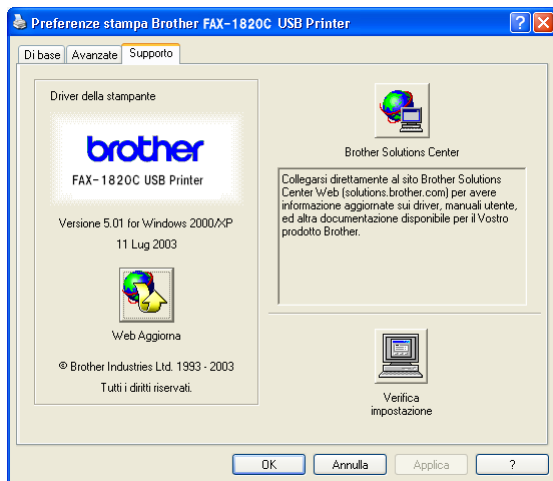 Preferenze stampa Brother FAX-1820C USB Printer
Di base
Avanzate
Supporto
Driver della stampante
brother
FAX-1820C USB Printer
Versione 5.01 for Windows 2000/XP
11 Lug 2003
Web Aggiorna
© Brother Industries Ltd. 1993 - 2003
Tutti i diritti riservati.
Brother Solutions Center
Collegarsi direttamente al sito Brother Solutions
Center Web (solutions.brother.com) per avere
informazione aggiornate sui driver, manuali utente,
ed altra documentazione disponibile per il Vostro
prodotto Brother.
Verifica
impostazione
OK
Annulla
Applica
?